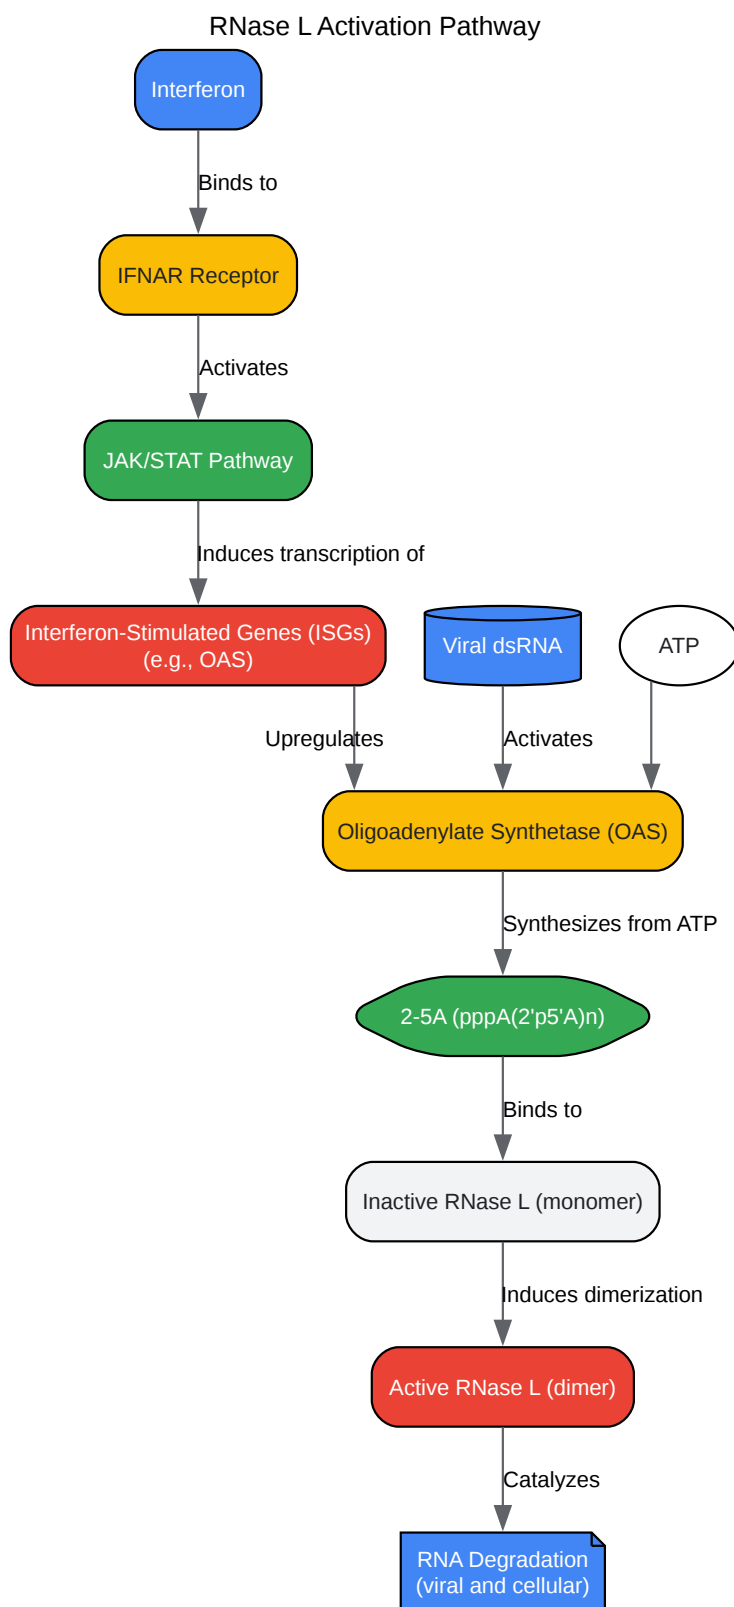 RNase L Activation Pathway
Interferon
Binds to
IFNAR Receptor
Activates
JAK/STAT Pathway
Induces transcription of
Interferon-Stimulated Genes (ISGs)
(e.g., OAS)
Viral dsRNA
ATP
Upregulates
Activates
Oligoadenylate Synthetase (OAS)
Synthesizes from ATP
2-5A (pppA(2'p5'A)n)
Binds to
Inactive RNase L (monomer)
Induces dimerization
Active RNase L (dimer)
Catalyzes
RNA Degradation
(viral and cellular)